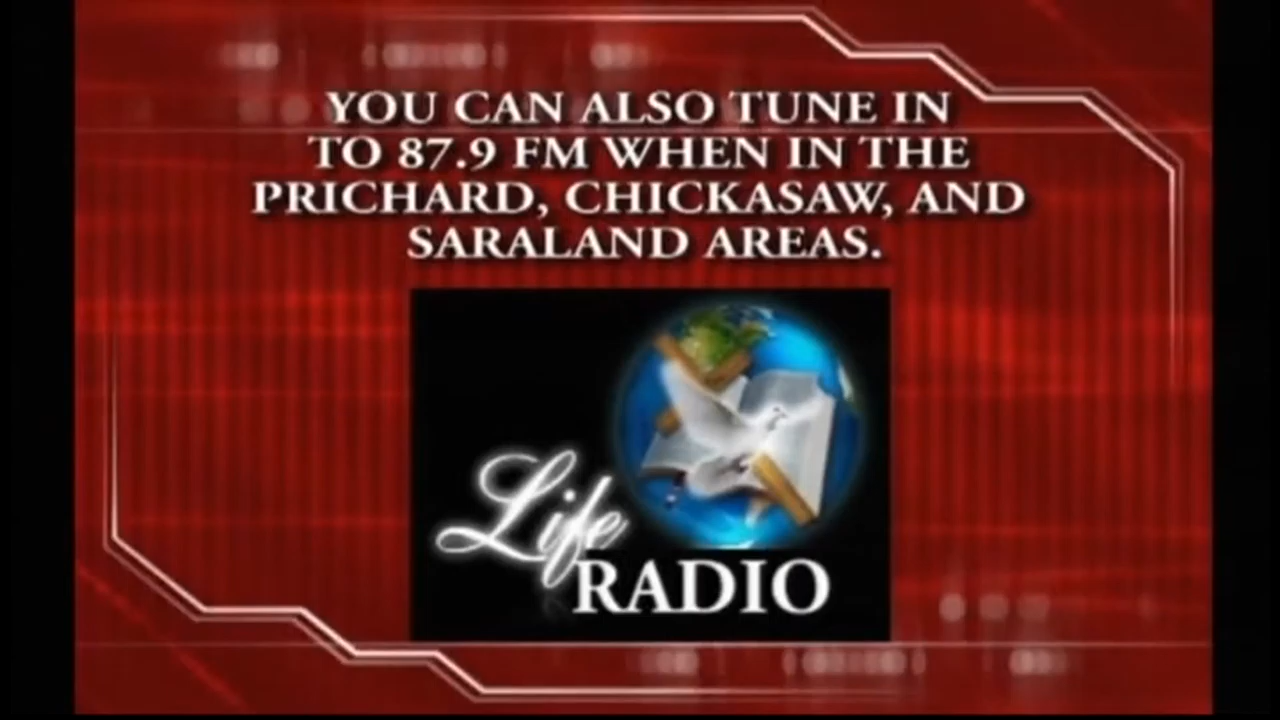 YOU CAN ALSO TUNE IN
TO 87.9 FM WHEN IN THE
PRICHARD, CHICKASAW, AND
SARALAND AREAS.
Life
RADIO